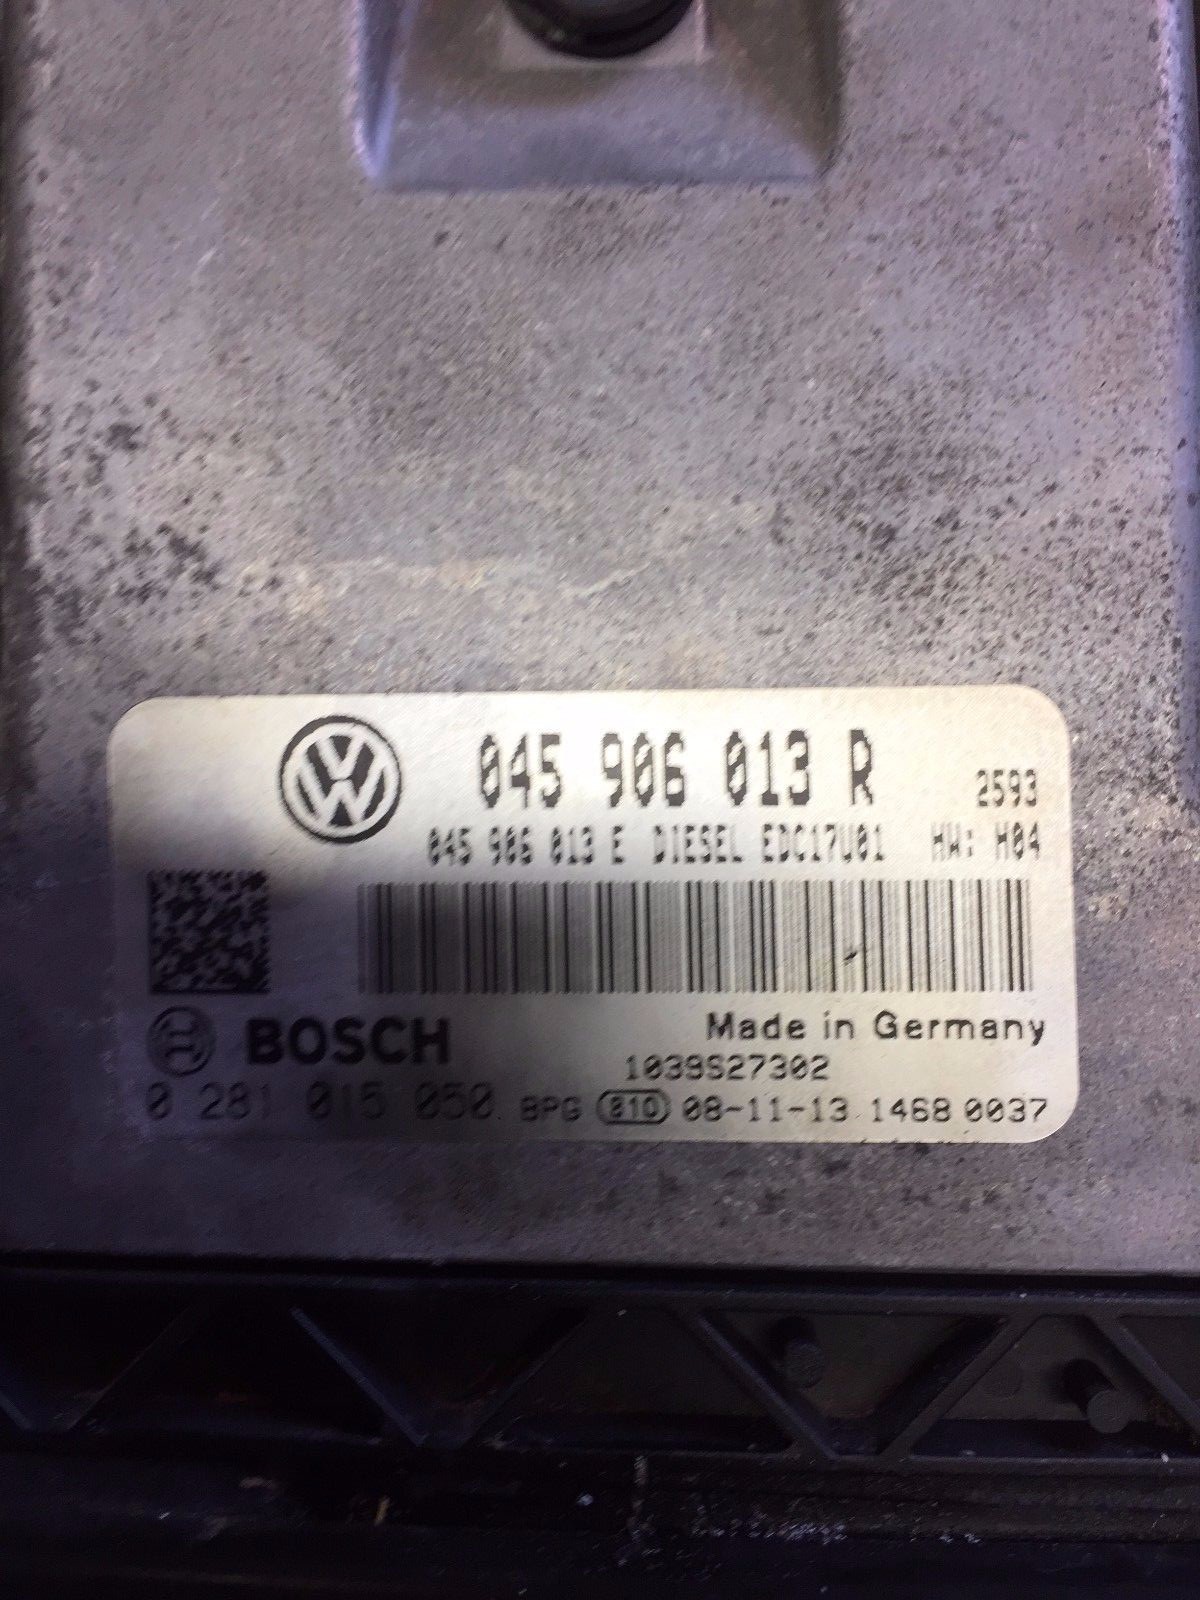 045 906 013 R 2593
045 906 013 E DIESEL EDC17U01 HW: H04
BOSCH Made in Germany
1039S27302
0 281 015 050 BPG 810 08-11-13 1468 0037